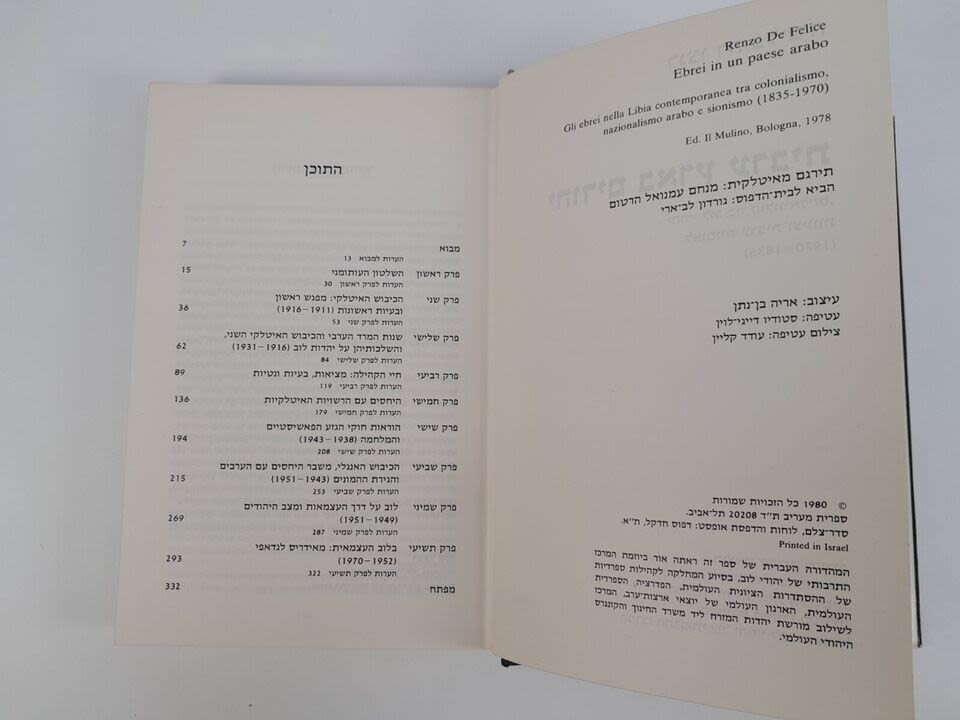 Renzo De Felice
Ebrei in un paese arabo
Gli ebrei nella Libia contemporanea tra colonialismo,
nazionalismo arabo e sionismo (1835-1970)
Ed. Il Mulino, Bologna, 1978
תירגם מאיטלקית: מנחם עמנואל הרטום
הביא לבית־הדפוס: גורדון לב־ארי
עיצוב: אריה בן־נתן
עטיפה: סטודיו דייגי־לוין
צילום עטיפה: עודד קליין
© 1980 כל הזכויות שמורות
ספרית מעריב ת״ד 20208 תל־אביב.
סדר־צלם, לוחות והדפסת אופסט: דפוס חדקל, ת״א.
Printed in Israel
המהדורה העברית של ספר זה ראתה אור ביוזמת המרכז
התרבותי של יהודי לוב, בסיוע המחלקה לקהילות ספרדיות
של ההסתדרות הציונית העולמית, הפדרציה הספרדית
העולמית, הארגון העולמי של יוצאי ארצות־ערב, המרכז
לשילוב מורשת יהדות המזרח ליד משרד החינוך והקונגרס
היהודי העולמי.
התוכן
מבוא 7
הערות למבוא 13
פרק ראשון השלטון העותומני 15
הערות לפרק ראשון 30
פרק שני הכיבוש האיטלקי: מפגש ראשון
ובעיות ראשונות (1911–1916) 36
הערות לפרק שני 53
פרק שלישי שנות המרד הערבי והכיבוש האיטלקי השני,
והשלכותיהן על יהדות לוב (1916–1931) 62
הערות לפרק שלישי 84
פרק רביעי חיי הקהילה: מציאות, בעיות ונטיות 89
הערות לפרק רביעי 119
פרק חמישי היחסים עם הרשויות האיטלקיות 136
הערות לפרק חמישי 179
פרק שישי הוראות חוקי הגזע הפאשיסטיים
והמלחמה (1938–1943) 194
הערות לפרק שישי 208
פרק שביעי הכיבוש האנגלי, משבר היחסים עם הערבים
והגירת ההמונים (1943–1951) 215
הערות לפרק שביעי 253
פרק שמיני לוב על דרך העצמאות ומצב היהודים
(1949–1951) 269
הערות לפרק שמיני 287
פרק תשיעי בלוב העצמאית: מאידריס לגדאפי
(1952–1970) 293
הערות לפרק תשיעי 322
מפתח 332